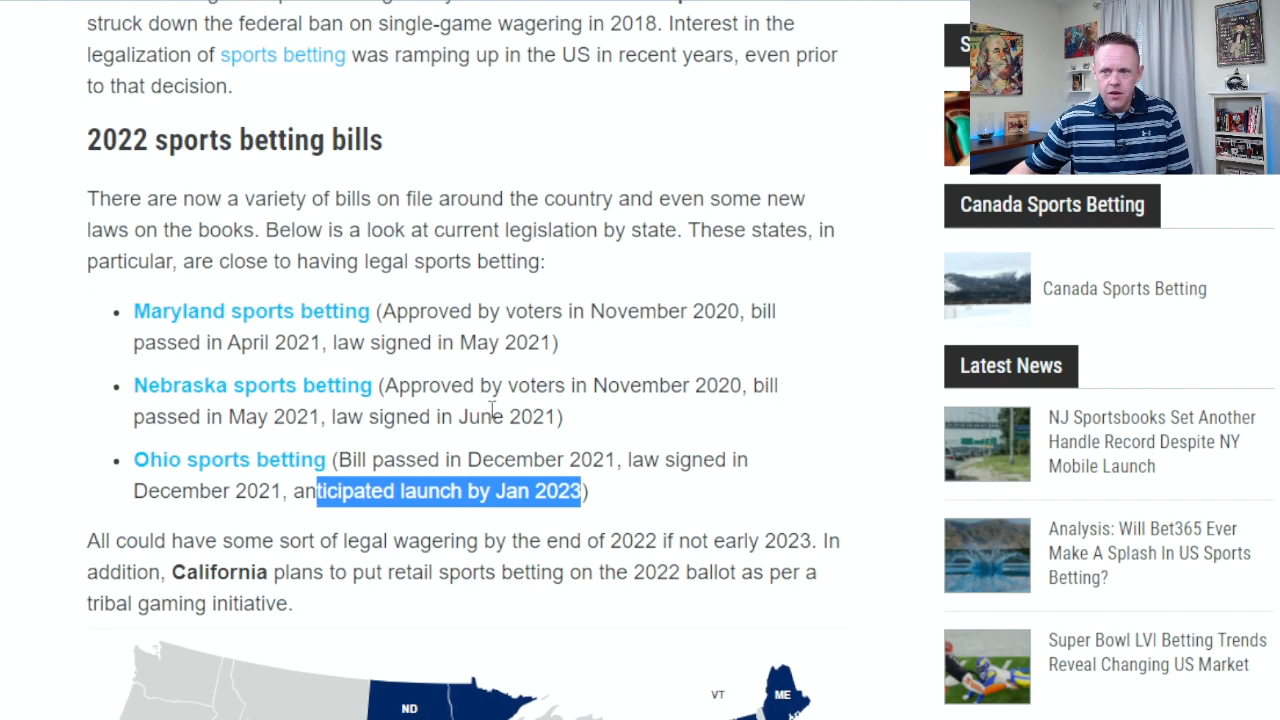 struck down the federal ban on single-game wagering in 2018. Interest in the
legalization of sports betting was ramping up in the US in recent years, even prior
to that decision.
2022 sports betting bills
There are now a variety of bills on file around the country and even some new
laws on the books. Below is a look at current legislation by state. These states, in
particular, are close to having legal sports betting:
• Maryland sports betting (Approved by voters in November 2020, bill
passed in April 2021, law signed in May 2021)
• Nebraska sports betting (Approved by voters in November 2020, bill
passed in May 2021, law signed in June 2021)
• Ohio sports betting (Bill passed in December 2021, law signed in
December 2021, anticipated launch by Jan 2023)
All could have some sort of legal wagering by the end of 2022 if not early 2023. In
addition, California plans to put retail sports betting on the 2022 ballot as per a
tribal gaming initiative.
ND
VT
ME
Canada Sports Betting
Canada Sports Betting
Latest News
NJ Sportsbooks Set Another
Handle Record Despite NY
Mobile Launch
Analysis: Will Bet365 Ever
Make A Splash In US Sports
Betting?
Super Bowl LVI Betting Trends
Reveal Changing US Market